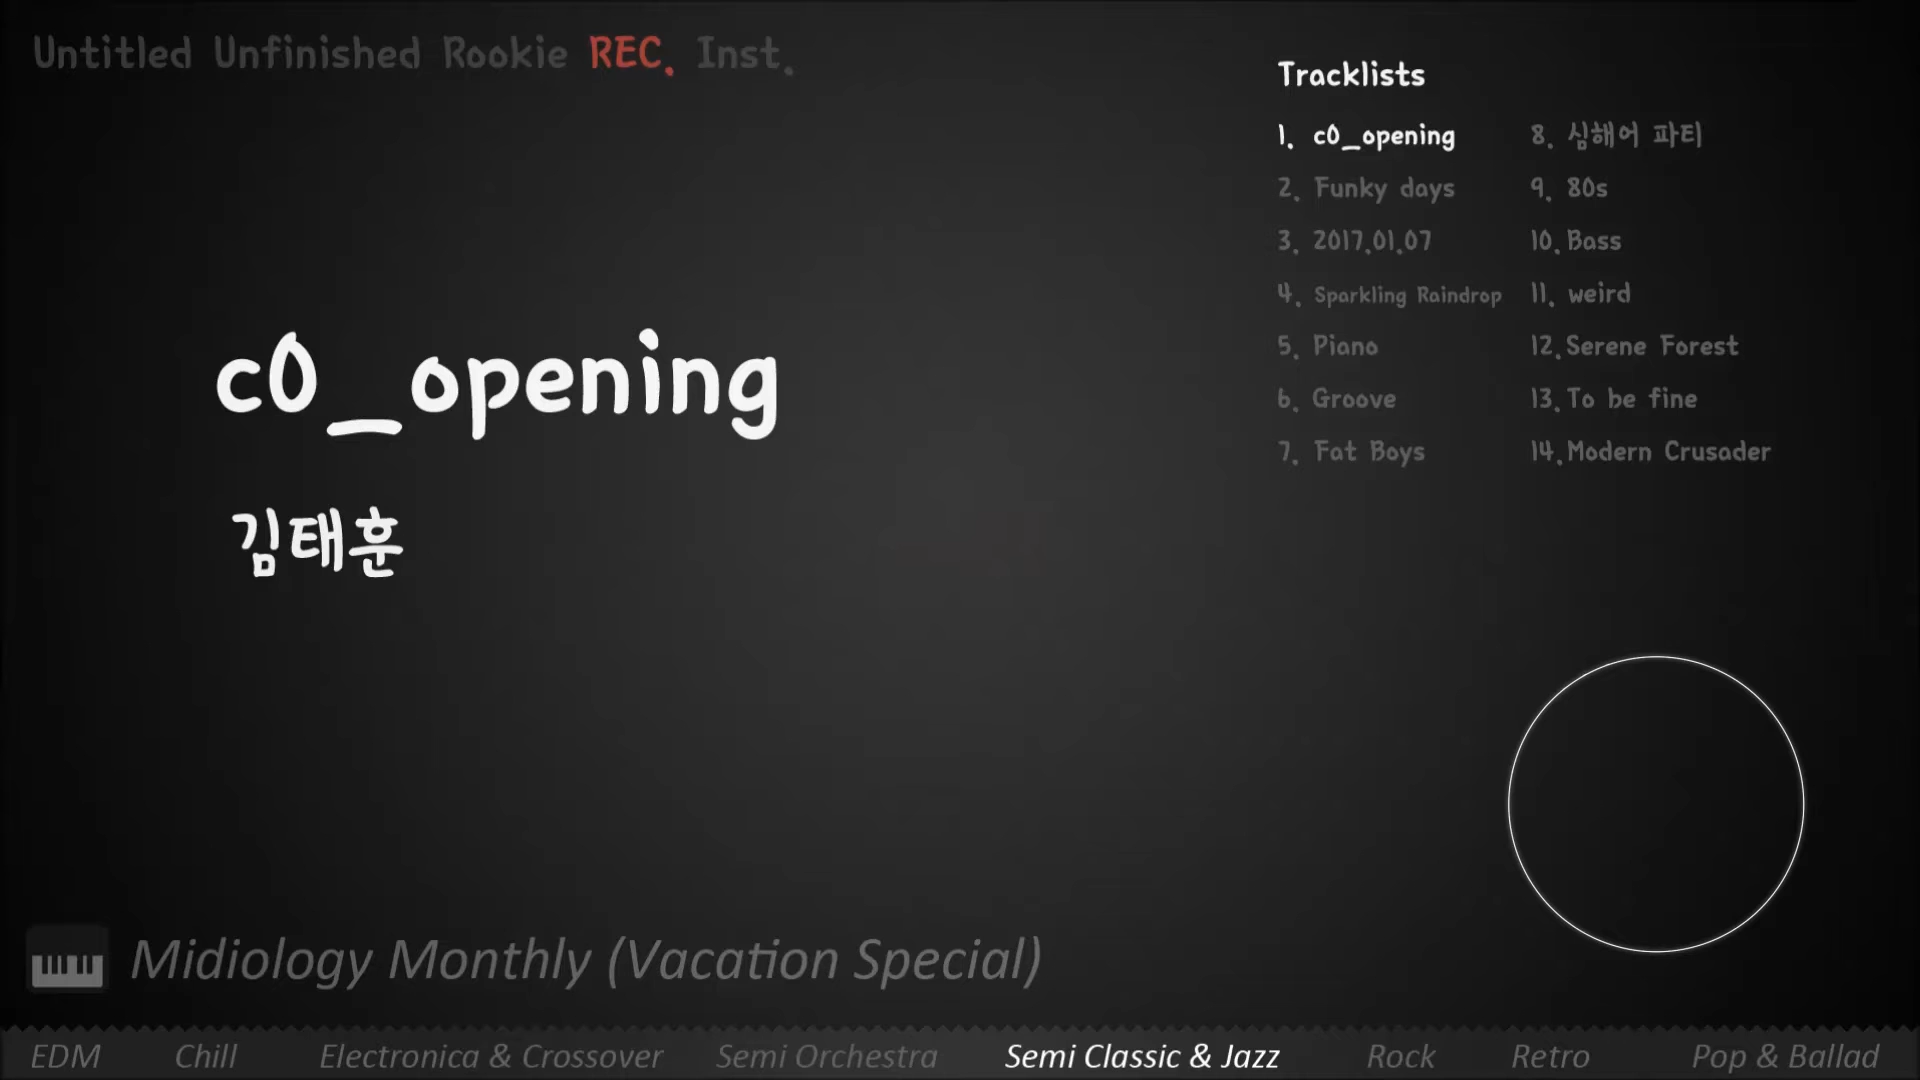 Untitled Unfinished Rookie REC. Inst.
Tracklists
1. c0_opening
2. Funky days
3. 2017.01.07
4. Sparkling Raindrop
5. Piano
6. Groove
7. Fat Boys
8. 심해어 파티
9. 80s
10. Bass
11. weird
12. Serene Forest
13. To be fine
14. Modern Crusader
c0_opening
김태훈
Midiology Monthly (Vacation Special)
EDM Chill Electronica & Crossover Semi Orchestra Semi Classic & Jazz Rock Retro Pop & Ballad